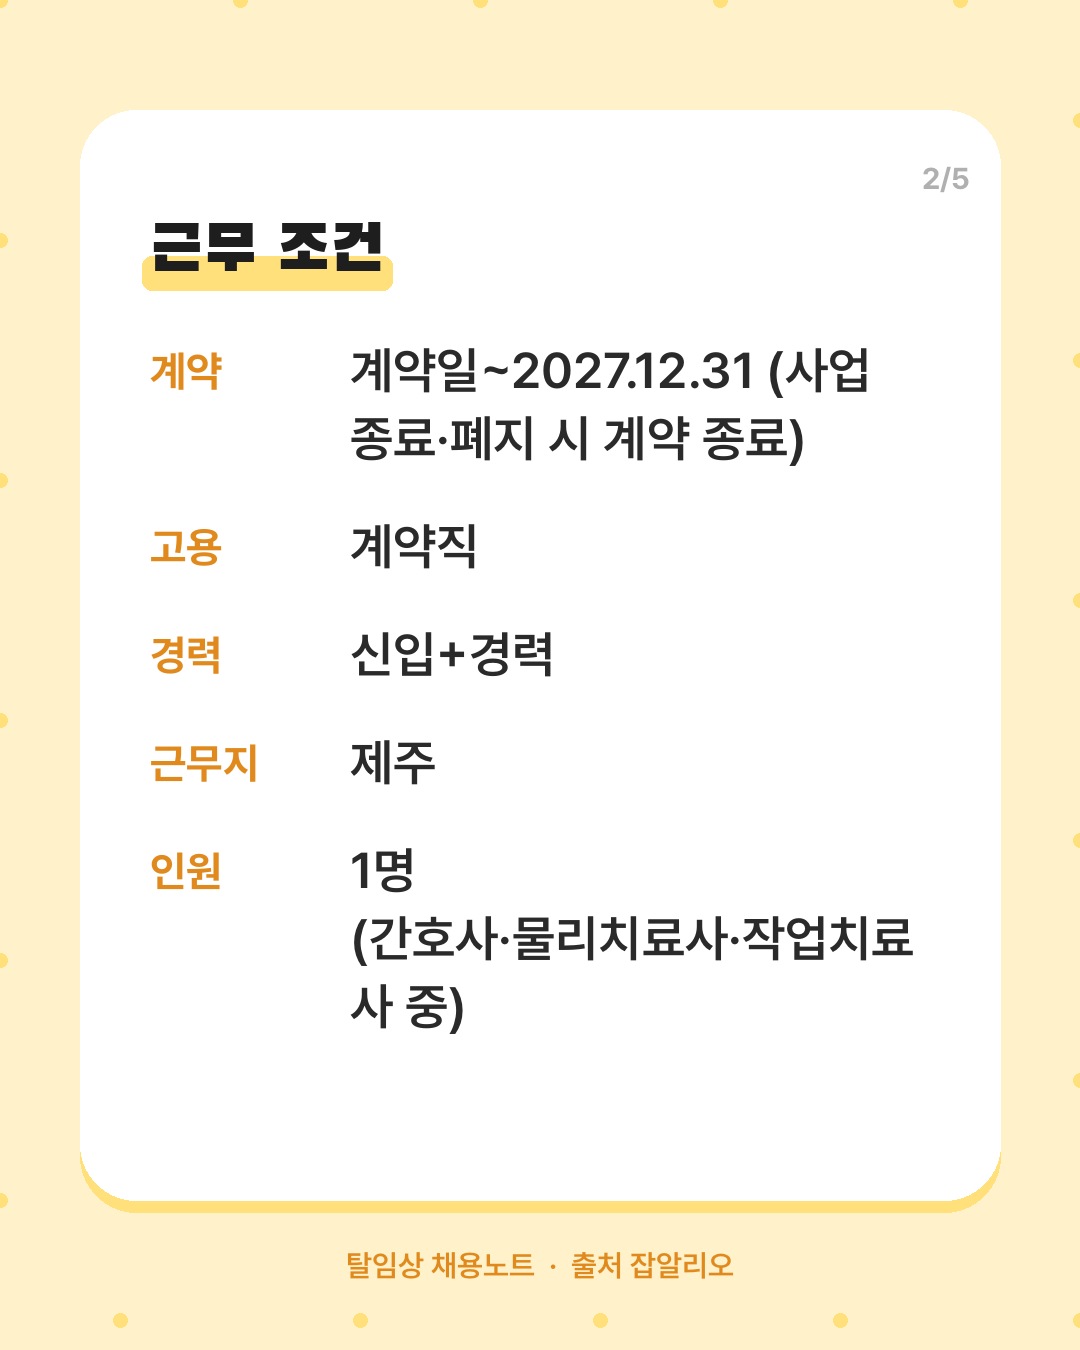 2/5
근무 조건
계약 계약일~2027.12.31 (사업
종료·폐지 시 계약 종료)
고용 계약직
경력 신입+경력
근무지 제주
인원 1명
(간호사·물리치료사·작업치료
사 중)
탈임상 채용노트 · 출처 잡알리오